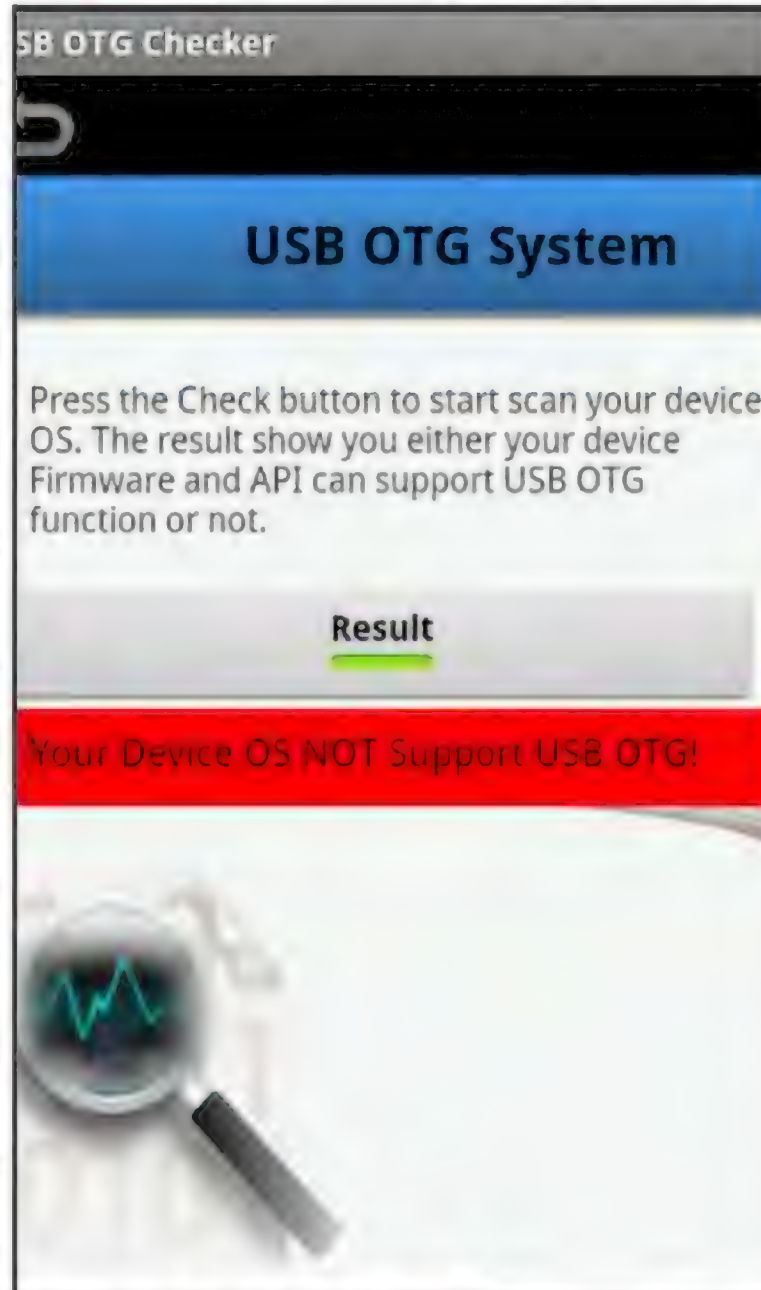 SB OTG Checker
USB OTG System
Press the Check button to start scan your device
OS. The result show you either your device
Firmware and API can support USB OTG
function or not.
Result
Your Device OS NOT Support USB OTG!